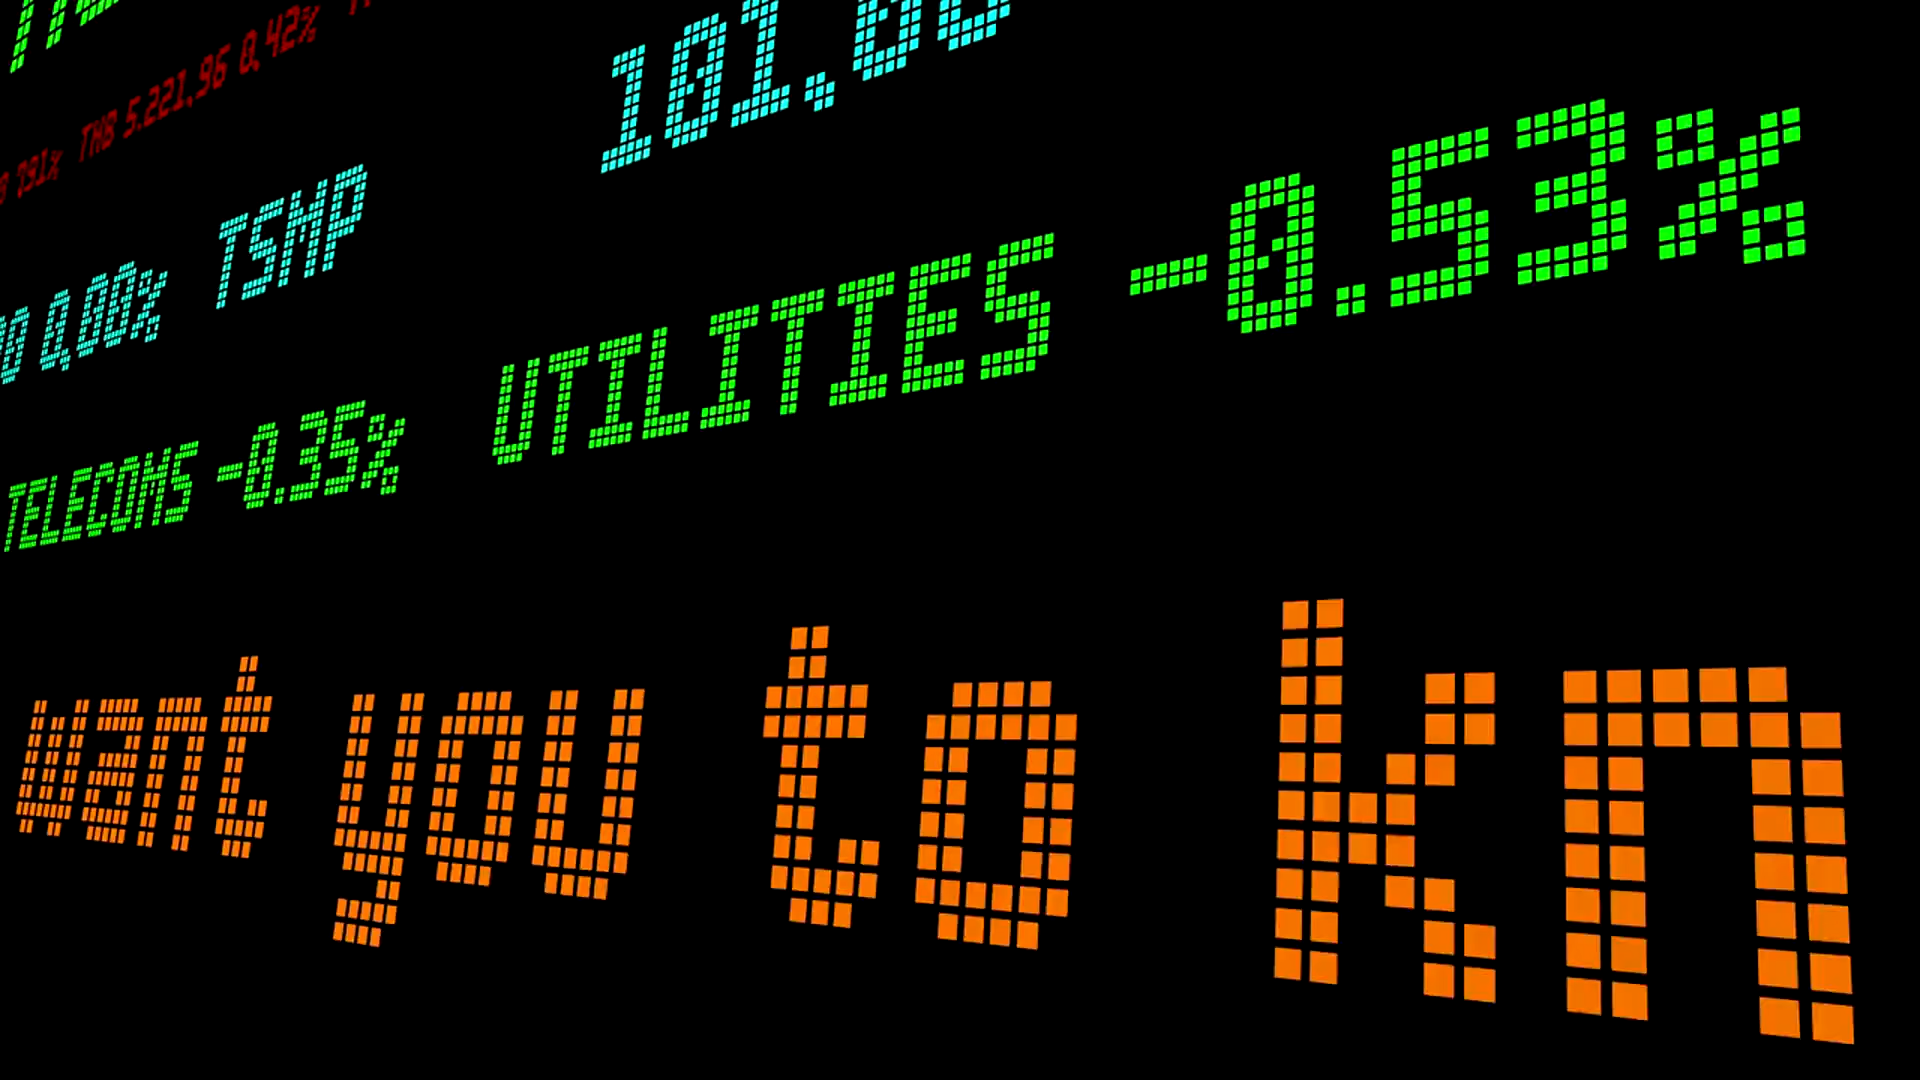 THB 5.221,96 0,42%
0,00% TSMP 101,00
TELECOMS -0.35% UTILITIES -0.53%
want you to kn